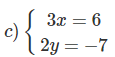 c) { 3x = 6
2y = −7